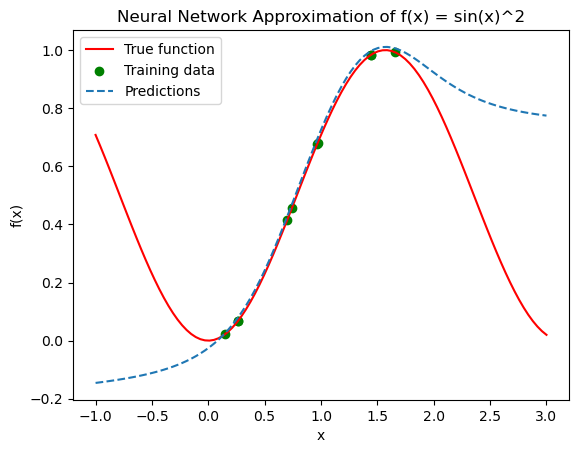 Neural Network Approximation of f(x) = sin(x)^2
True function
Training data
Predictions
f(x)
1.0
0.8
0.6
0.4
0.2
0.0
−0.2
−1.0 −0.5 0.0 0.5 1.0 1.5 2.0 2.5 3.0
x